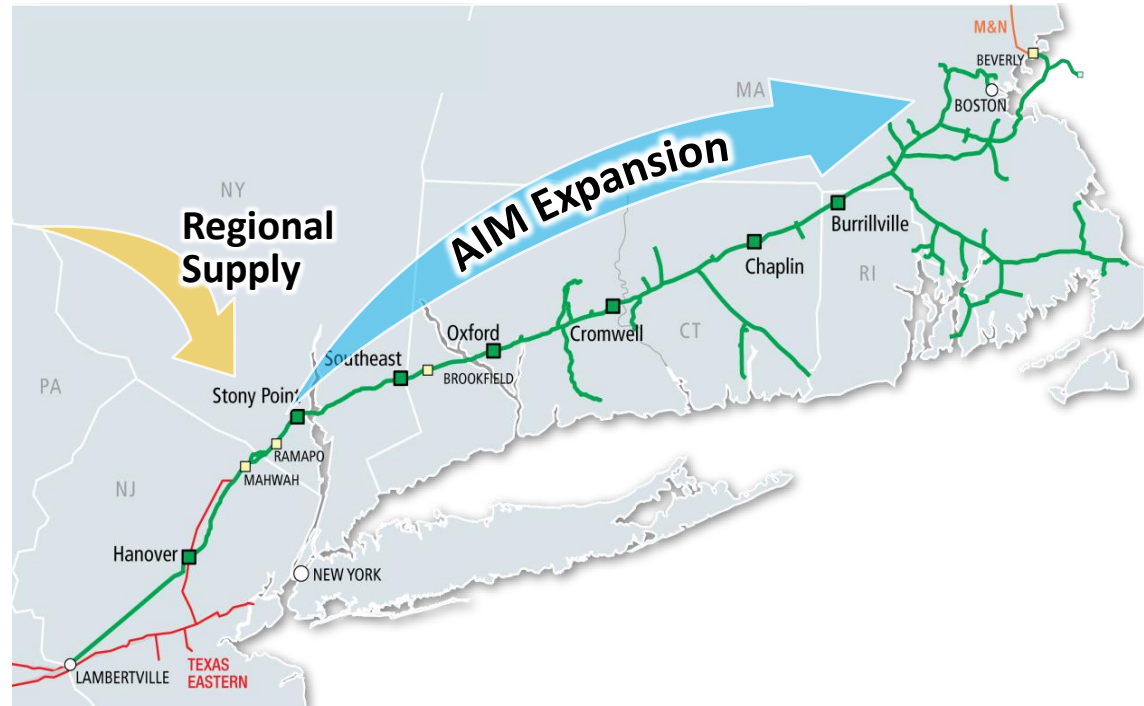 M&N
BEVERLY
MA
BOSTON
AIM Expansion
NY
Regional
Supply
Burrillville
Chaplin
RI
Cromwell
CT
Oxford
Southeast
BROOKFIELD
PA
Stony Point
RAMAPO
MAHWAH
NJ
Hanover
NEW YORK
LAMBERTVILLE
TEXAS
EASTERN